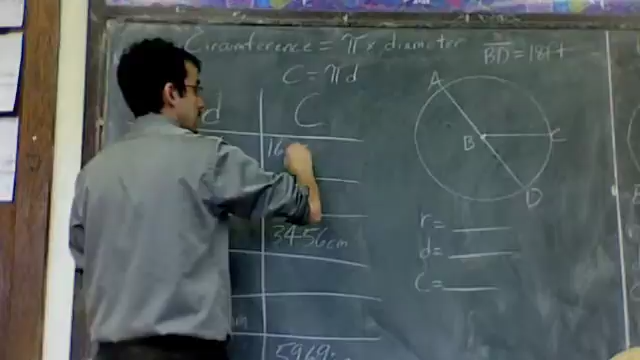 Circumference = π x diameter
C = πd
d C
16
34.56cm
5969
BD = 18ft
A
B
C
D
r =
d =
C =